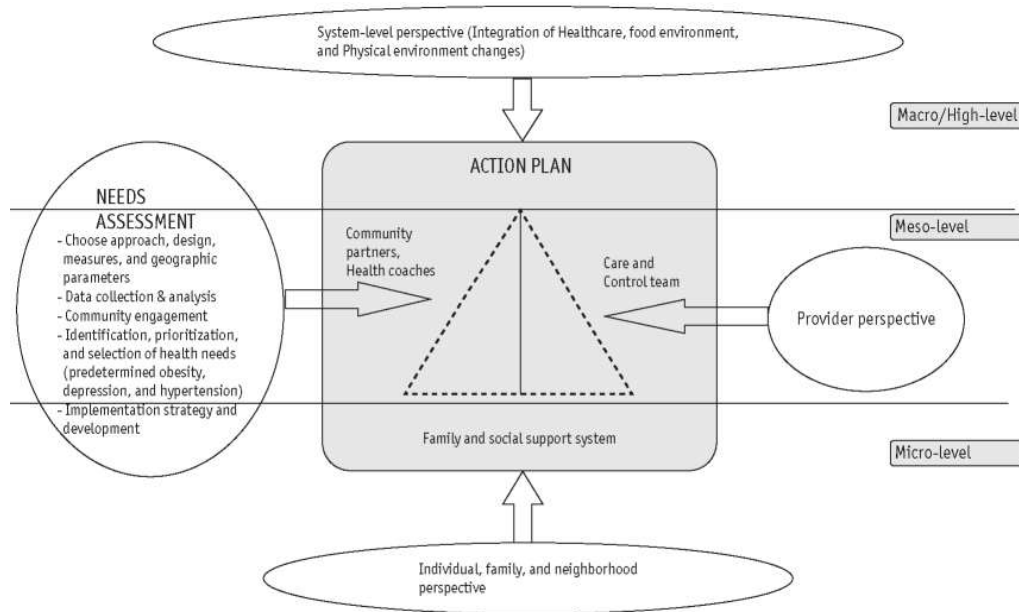 System-level perspective (Integration of Healthcare, food environment,
and Physical environment changes)
Macro/High-level
ACTION PLAN
NEEDS
ASSESSMENT
- Choose approach, design,
measures, and geographic
parameters
- Data collection & analysis
- Community engagement
- Identification, prioritization,
and selection of health needs
(predetermined obesity,
depression, and hypertension)
- Implementation strategy and
development
Community
partners,
Health coaches
Care and
Control team
Meso-level
Provider perspective
Family and social support system
Micro-level
Individual, family, and neighborhood
perspective